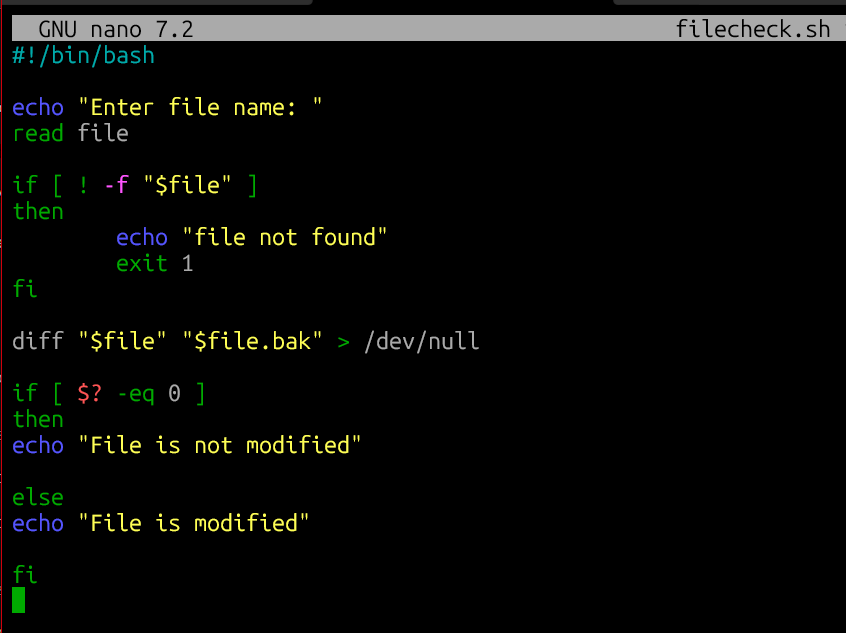 GNU nano 7.2 filecheck.sh
#!/bin/bash
echo "Enter file name: "
read file
if [ ! -f "$file" ]
then
echo "file not found"
exit 1
fi
diff "$file" "$file.bak" > /dev/null
if [ $? -eq 0 ]
then
echo "File is not modified"
else
echo "File is modified"
fi